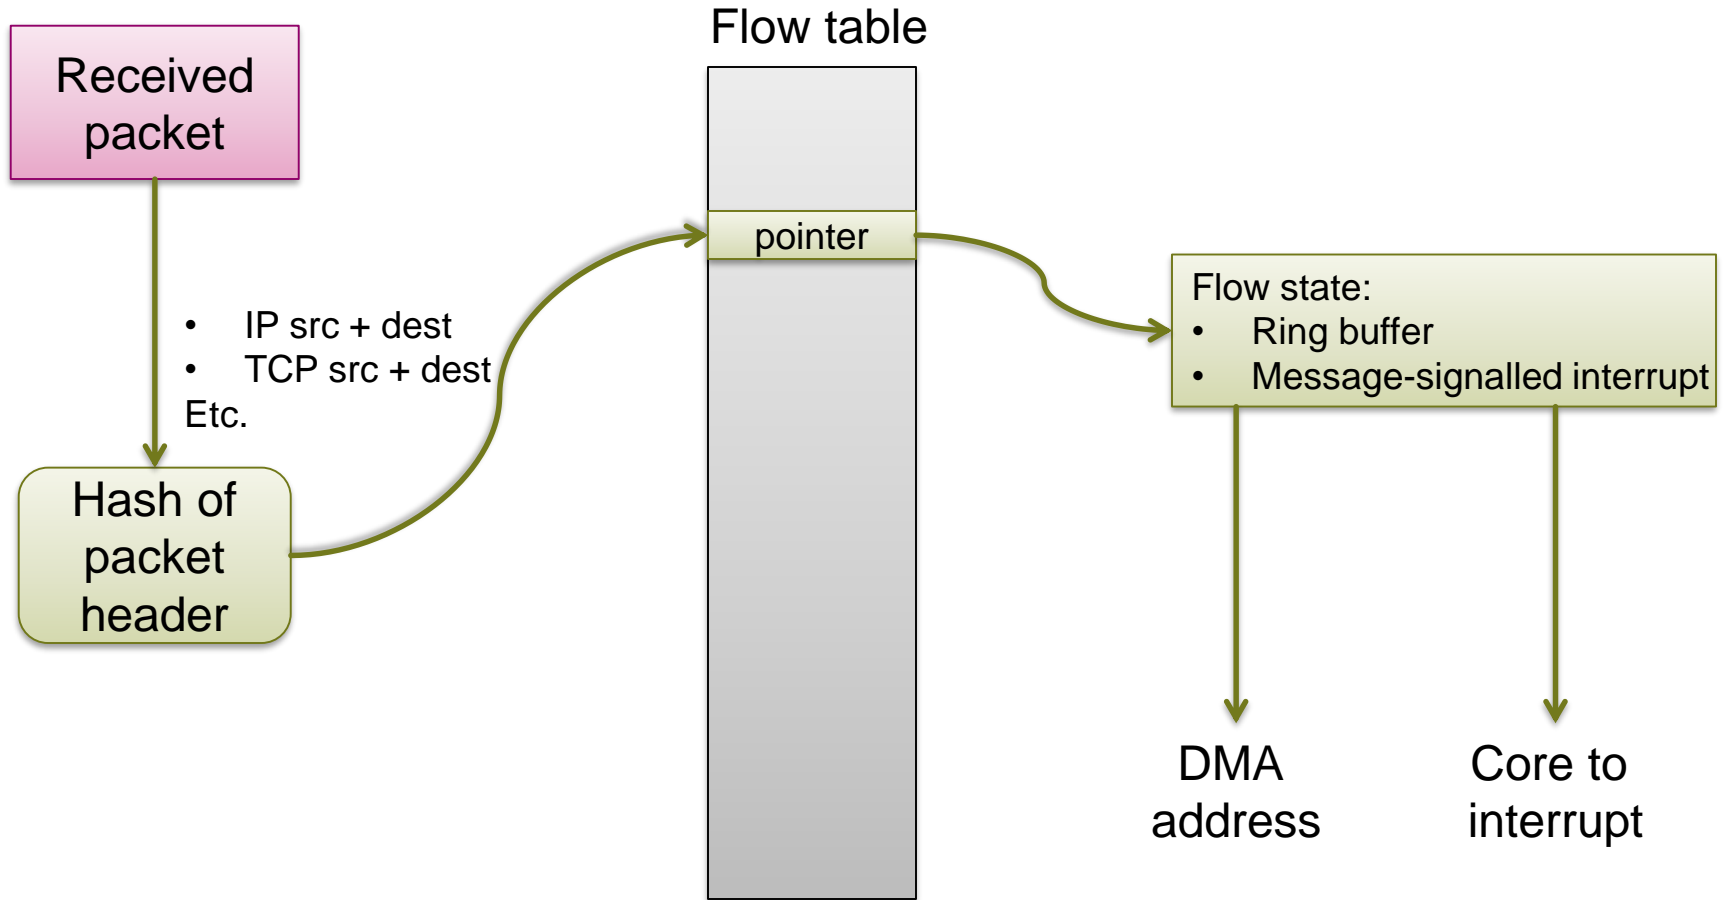 Flow table
Received
packet
pointer
• IP src + dest
• TCP src + dest
Etc.
Flow state:
• Ring buffer
• Message-signalled interrupt
Hash of
packet
header
DMA
address
Core to
interrupt